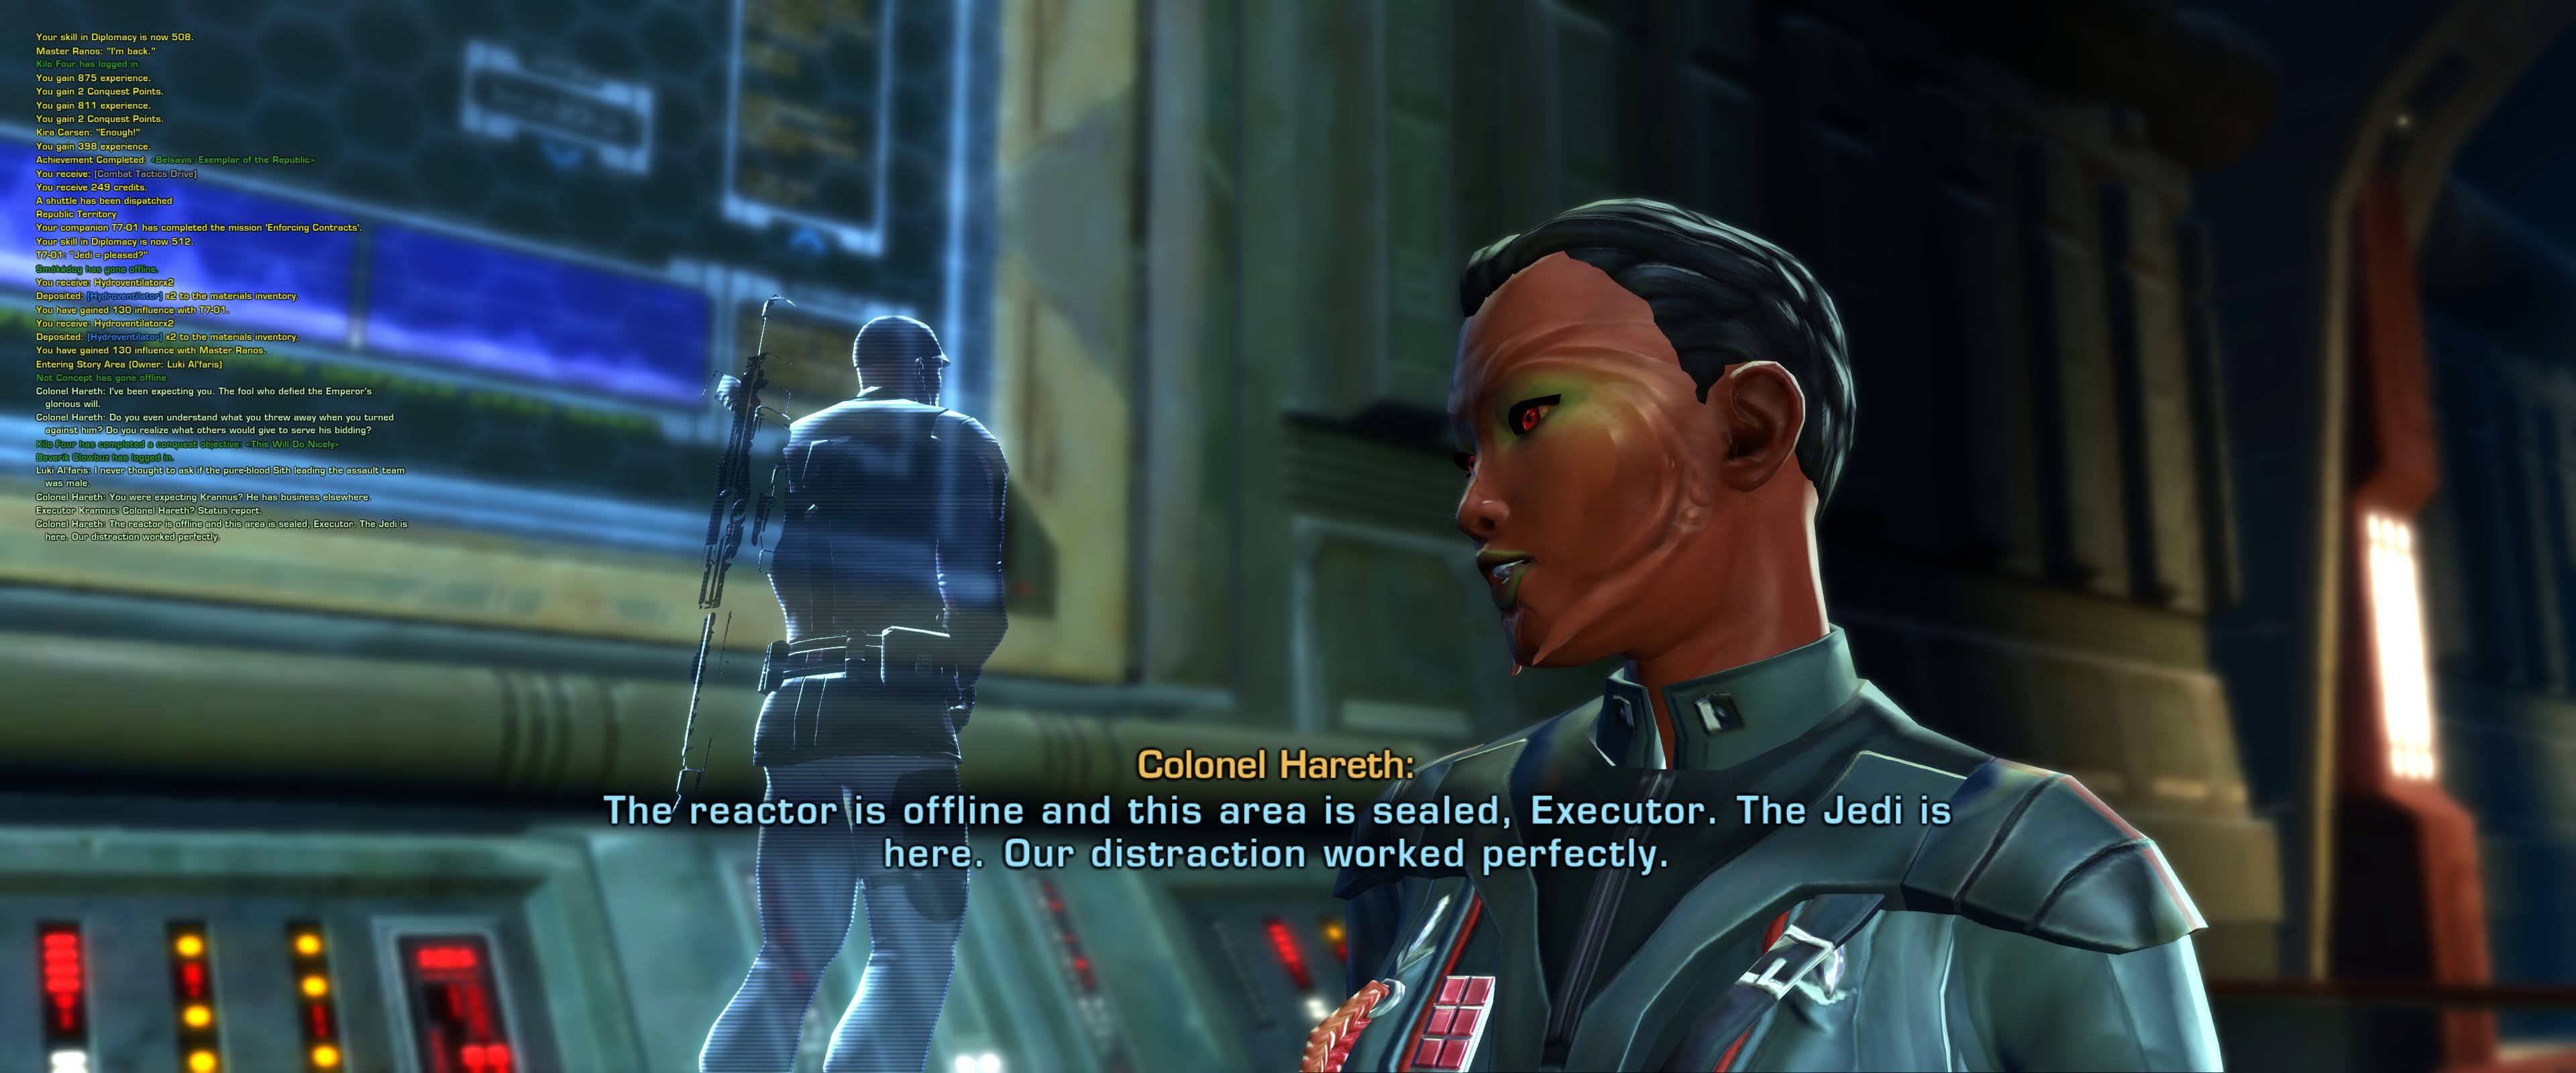 Your skill in Diplomacy is now 508.
Master Ranos: "I'm back."
Kilo Four has logged in.
You gain 875 experience.
You gain 2 Conquest Points.
You gain 811 experience.
You gain 2 Conquest Points.
Kira Carsen: "Enough!"
You gain 398 experience.
Achievement Completed: <Belsavis: Exemplar of the Republic>
You receive: [Combat Tactics Drive]
You receive 249 credits.
A shuttle has been dispatched
Republic Territory
Your companion T7-01 has completed the mission 'Enforcing Contracts'.
Your skill in Diplomacy is now 512.
T7-01: "Jedi = pleased?"
Smókédog has gone offline.
You receive: Hydroventilatorx2
Deposited: [Hydroventilator] x2 to the materials inventory.
You have gained 130 influence with T7-01.
You receive: Hydroventilatorx2
Deposited: [Hydroventilator] x2 to the materials inventory.
You have gained 130 influence with Master Ranos.
Entering Story Area (Owner: Luki Al'faris)
Not Concept has gone offline.
Colonel Hareth: I've been expecting you. The fool who defied the Emperor's
glorious will.
Colonel Hareth: Do you even understand what you threw away when you turned
against him? Do you realize what others would give to serve his bidding?
Kilo Four has completed a conquest objective: <This Will Do Nicely>
Deverik Clowbuz has logged in.
Luki Al'faris: I never thought to ask if the pure-blood Sith leading the assault team
was male.
Colonel Hareth: You were expecting Krannus? He has business elsewhere.
Executor Krannus: Colonel Hareth? Status report.
Colonel Hareth: The reactor is offline and this area is sealed, Executor. The Jedi is
here. Our distraction worked perfectly.
Colonel Hareth:
The reactor is offline and this area is sealed, Executor. The Jedi is
here. Our distraction worked perfectly.